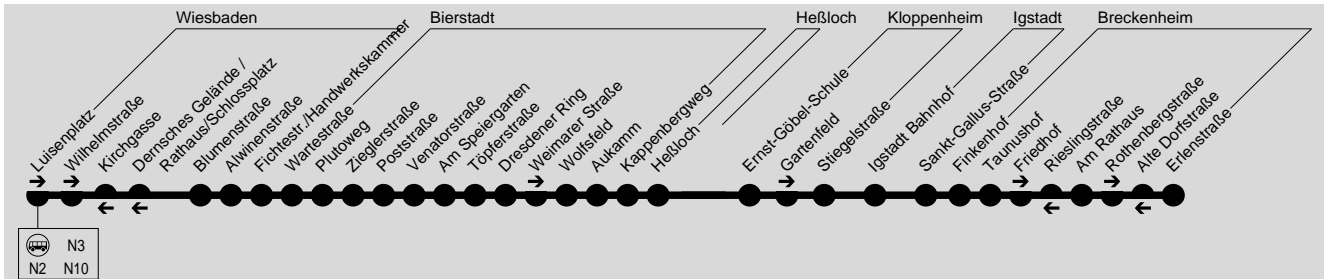 Wiesbaden
Bierstadt
Heßloch
Kloppenheim
Igstadt
Breckenheim
Luisenplatz
Wilhelmstraße
Kirchgasse
Dernsches Gelände /
Rathaus/Schlossplatz
Blumenstraße
Alwinenstraße
Fichtestr./Handwerkskammer
Wartestraße
Plutoweg
Zieglerstraße
Poststraße
Venatorstraße
Am Speiergarten
Töpferstraße
Dresdener Ring
Weimarer Straße
Wolfsfeld
Aukamm
Kappenbergweg
Heßloch
Ernst-Göbel-Schule
Gartenfeld
Stiegelstraße
Igstadt Bahnhof
Sankt-Gallus-Straße
Finkenhof
Taunushof
Friedhof
Rieslingstraße
Am Rathaus
Rothenbergstraße
Alte Dorfstraße
Erlenstraße
N3
N2 N10